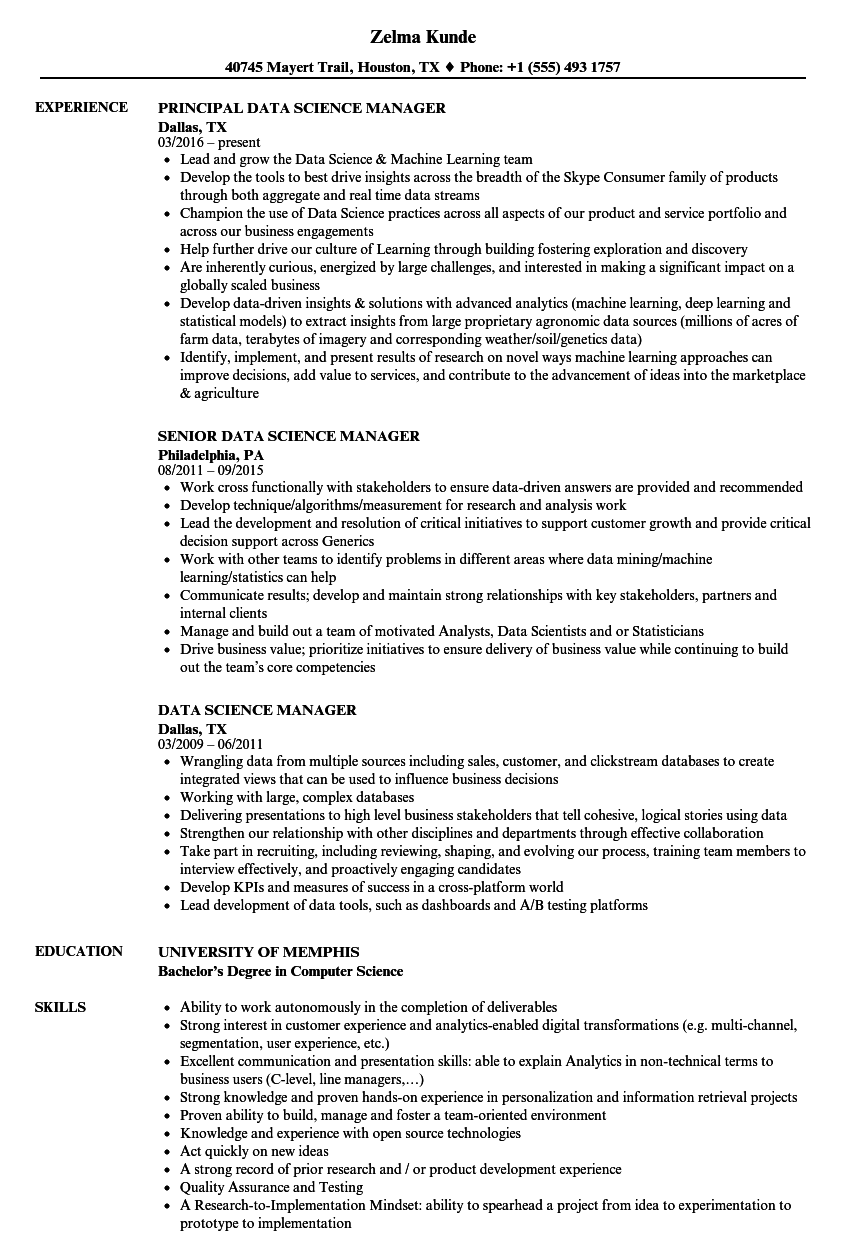 Zelma Kunde
40745 Mayert Trail, Houston, TX ♦ Phone: +1 (555) 493 1757
EXPERIENCE
PRINCIPAL DATA SCIENCE MANAGER
Dallas, TX
03/2016 – present
• Lead and grow the Data Science & Machine Learning team
• Develop the tools to best drive insights across the breadth of the Skype Consumer family of products
through both aggregate and real time data streams
• Champion the use of Data Science practices across all aspects of our product and service portfolio and
across our business engagements
• Help further drive our culture of Learning through building fostering exploration and discovery
• Are inherently curious, energized by large challenges, and interested in making a significant impact on a
globally scaled business
• Develop data-driven insights & solutions with advanced analytics (machine learning, deep learning and
statistical models) to extract insights from large proprietary agronomic data sources (millions of acres of
farm data, terabytes of imagery and corresponding weather/soil/genetics data)
• Identify, implement, and present results of research on novel ways machine learning approaches can
improve decisions, add value to services, and contribute to the advancement of ideas into the marketplace
& agriculture
SENIOR DATA SCIENCE MANAGER
Philadelphia, PA
08/2011 – 09/2015
• Work cross functionally with stakeholders to ensure data-driven answers are provided and recommended
• Develop technique/algorithms/measurement for research and analysis work
• Lead the development and resolution of critical initiatives to support customer growth and provide critical
decision support across Generics
• Work with other teams to identify problems in different areas where data mining/machine
learning/statistics can help
• Communicate results; develop and maintain strong relationships with key stakeholders, partners and
internal clients
• Manage and build out a team of motivated Analysts, Data Scientists and or Statisticians
• Drive business value; prioritize initiatives to ensure delivery of business value while continuing to build
out the team's core competencies
DATA SCIENCE MANAGER
Dallas, TX
03/2009 – 06/2011
• Wrangling data from multiple sources including sales, customer, and clickstream databases to create
integrated views that can be used to influence business decisions
• Working with large, complex databases
• Delivering presentations to high level business stakeholders that tell cohesive, logical stories using data
• Strengthen our relationship with other disciplines and departments through effective collaboration
• Take part in recruiting, including reviewing, shaping, and evolving our process, training team members to
interview effectively, and proactively engaging candidates
• Develop KPIs and measures of success in a cross-platform world
• Lead development of data tools, such as dashboards and A/B testing platforms
EDUCATION
UNIVERSITY OF MEMPHIS
Bachelor's Degree in Computer Science
SKILLS
• Ability to work autonomously in the completion of deliverables
• Strong interest in customer experience and analytics-enabled digital transformations (e.g. multi-channel,
segmentation, user experience, etc.)
• Excellent communication and presentation skills: able to explain Analytics in non-technical terms to
business users (C-level, line managers,…)
• Strong knowledge and proven hands-on experience in personalization and information retrieval projects
• Proven ability to build, manage and foster a team-oriented environment
• Knowledge and experience with open source technologies
• Act quickly on new ideas
• A strong record of prior research and / or product development experience
• Quality Assurance and Testing
• A Research-to-Implementation Mindset: ability to spearhead a project from idea to experimentation to
prototype to implementation